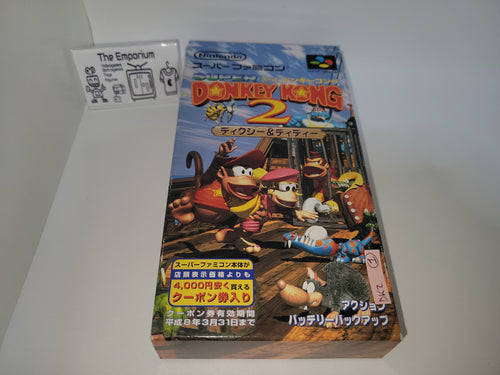 The Emporium
Nintendo
スーパーファミコン
SUPER
DONKEY KONG
2
ディクシー&ディディー
スーパーファミコン本体が
店頭表示価格よりも
4,000円安く買える
クーポン券入り
クーポン券有効期間
平成8年3月31日まで
DK2
アクション
バッテリーバックアップ